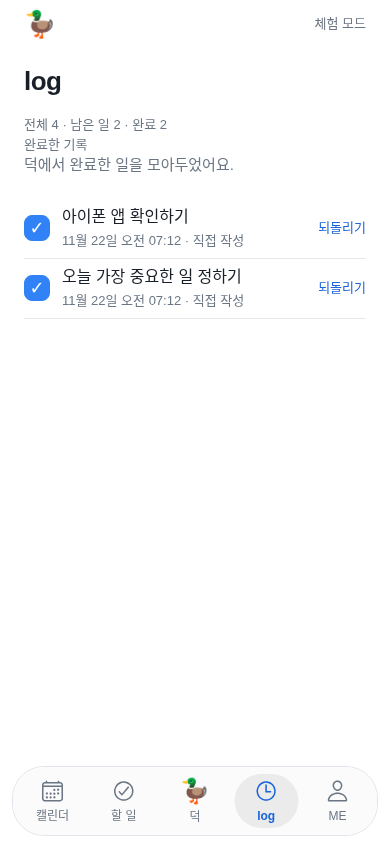 체험 모드
log
전체 4 · 남은 일 2 · 완료 2
완료한 기록
덕에서 완료한 일을 모아두었어요.
아이폰 앱 확인하기
11월 22일 오전 07:12 · 직접 작성
되돌리기
오늘 가장 중요한 일 정하기
11월 22일 오전 07:12 · 직접 작성
되돌리기
캘린더
할 일
덕
log
ME